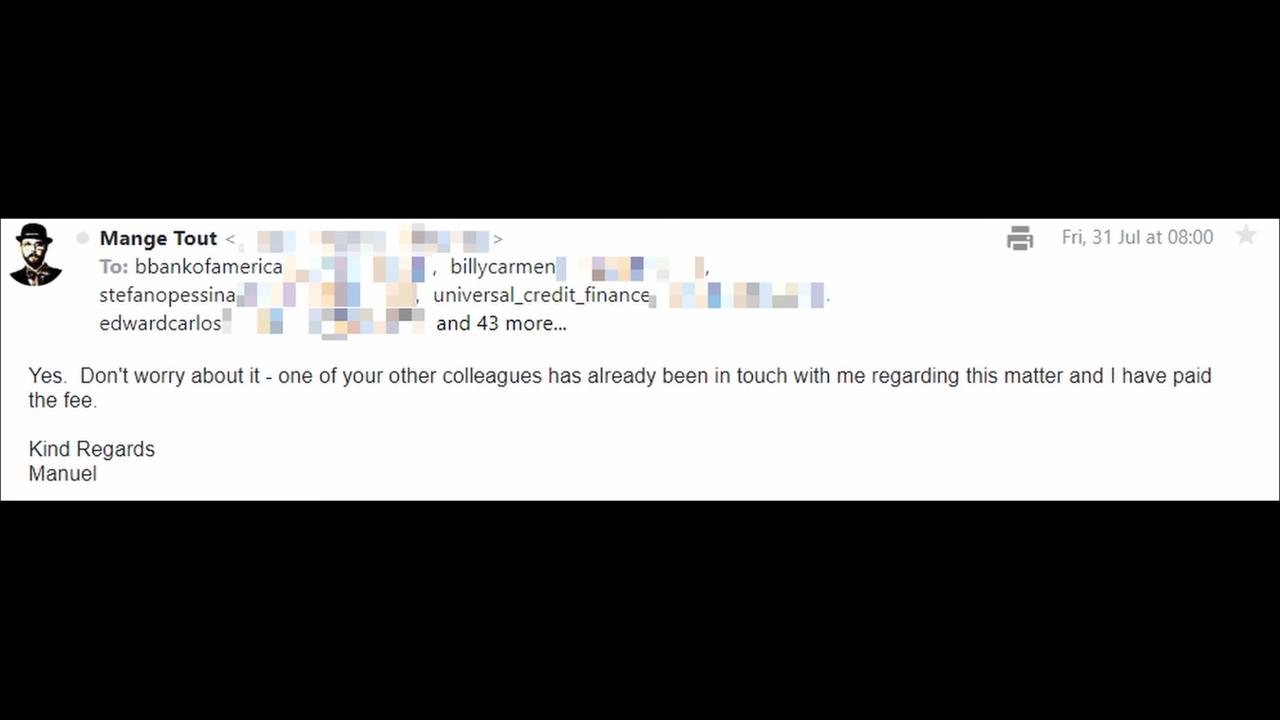 Mange Tout < >
Fri, 31 Jul at 08:00
To: bbankofamerica , billycarmen ,
stefanopessina , universal_credit_finance
edwardcarlos and 43 more...
Yes. Don't worry about it - one of your other colleagues has already been in touch with me regarding this matter and I have paid
the fee.
Kind Regards
Manuel